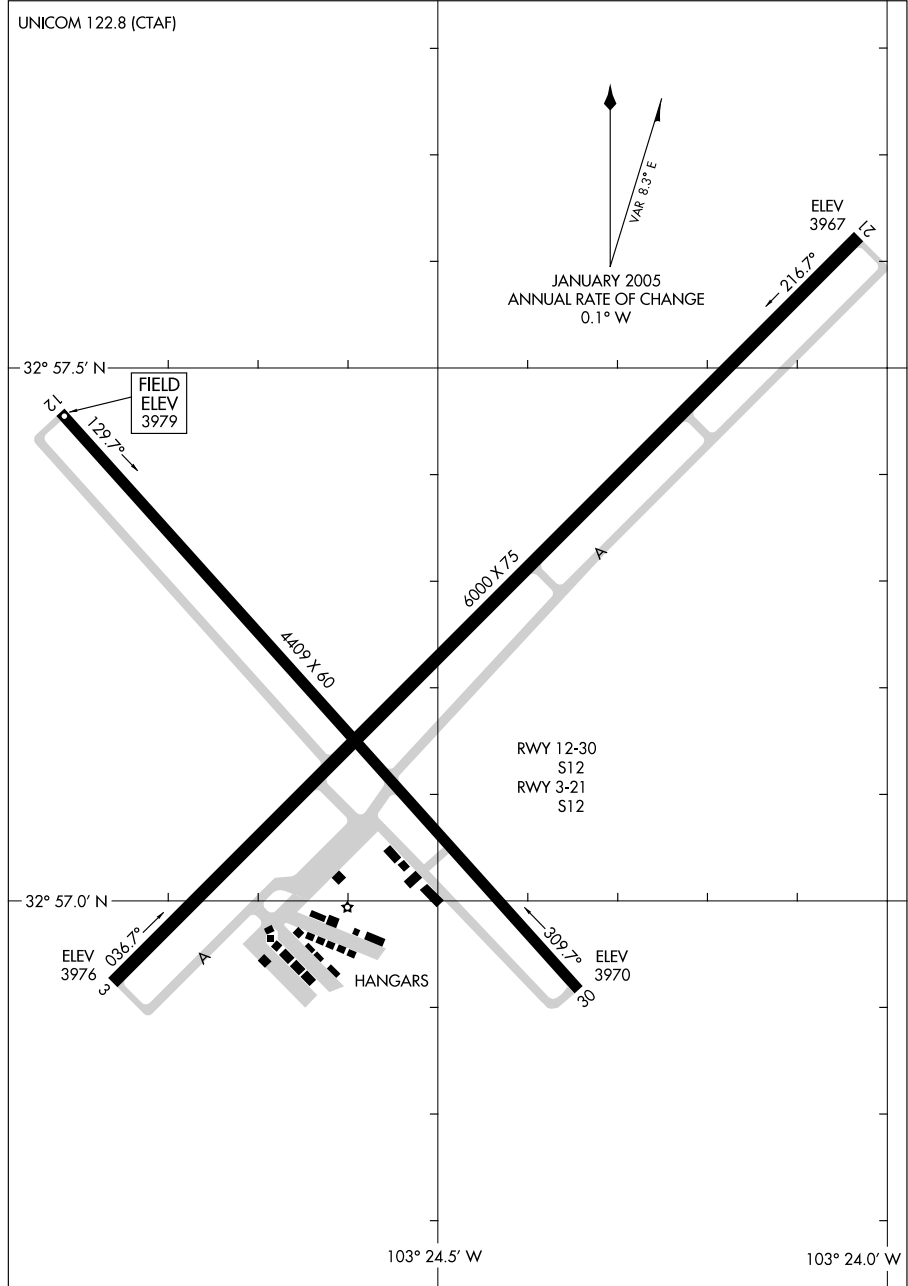 UNICOM 122.8 (CTAF)
VAR 8.3° E
JANUARY 2005
ANNUAL RATE OF CHANGE
0.1° W
ELEV
3967
21
216.7°
32° 57.5' N
FIELD
ELEV
3979
12
129.7°
6000 X 75
A
4409 X 60
RWY 12-30
S12
RWY 3-21
S12
32° 57.0' N
036.7°
ELEV
3976
3
A
HANGARS
309.7°
ELEV
3970
30
103° 24.5' W
103° 24.0' W